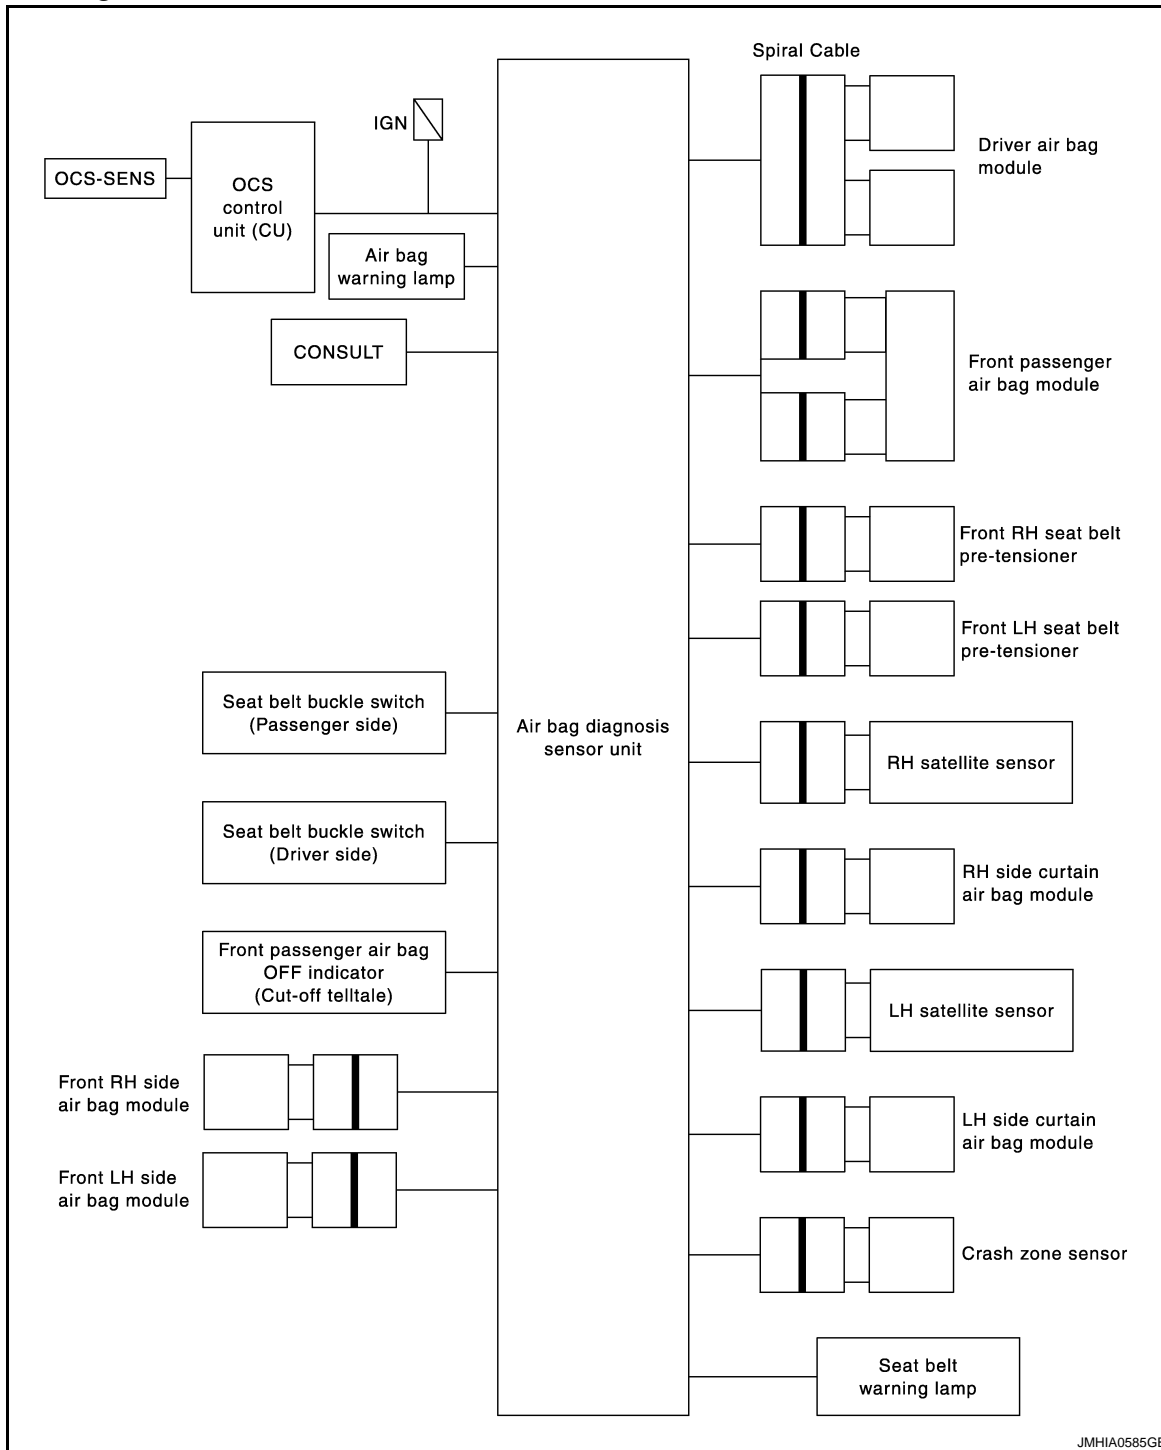 Spiral Cable
IGN
OCS-SENS
OCS
control
unit (CU)
Air bag
warning lamp
CONSULT
Seat belt buckle switch
(Passenger side)
Seat belt buckle switch
(Driver side)
Front passenger air bag
OFF indicator
(Cut-off telltale)
Front RH side
air bag module
Front LH side
air bag module
Air bag diagnosis
sensor unit
Driver air bag
module
Front passenger
air bag module
Front RH seat belt
pre-tensioner
Front LH seat belt
pre-tensioner
RH satellite sensor
RH side curtain
air bag module
LH satellite sensor
LH side curtain
air bag module
Crash zone sensor
Seat belt
warning lamp